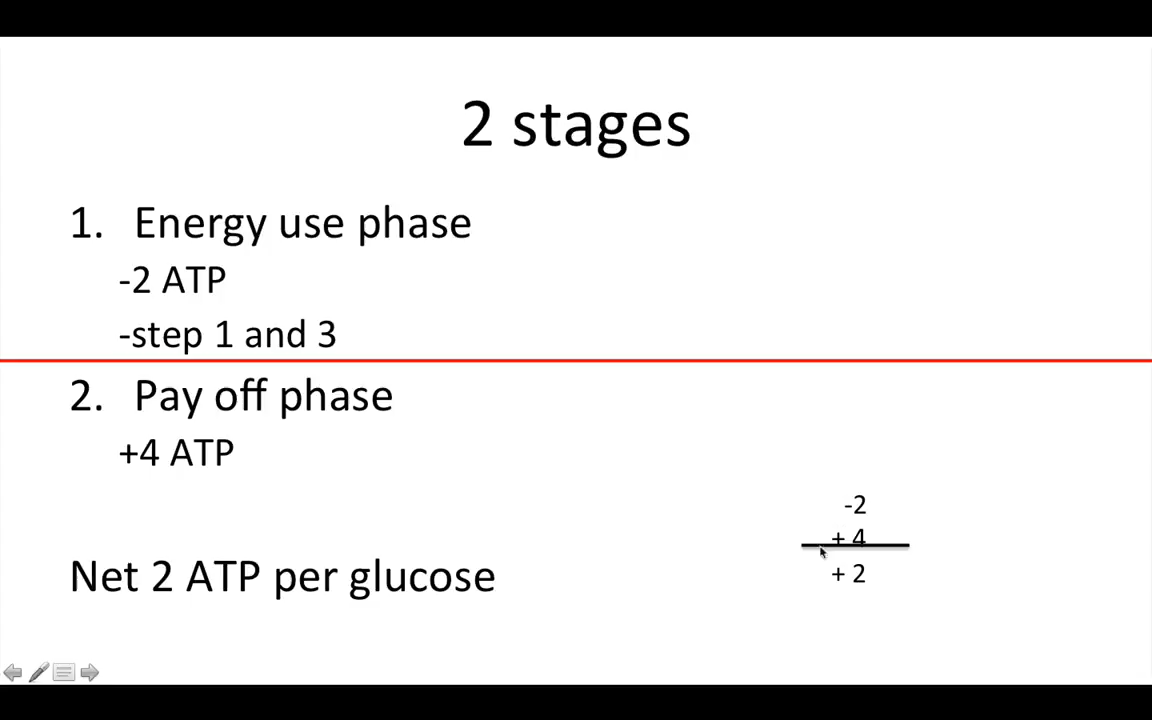 2 stages
1. Energy use phase
-2 ATP
-step 1 and 3
2. Pay off phase
+4 ATP
-2
+ 4
+ 2
Net 2 ATP per glucose